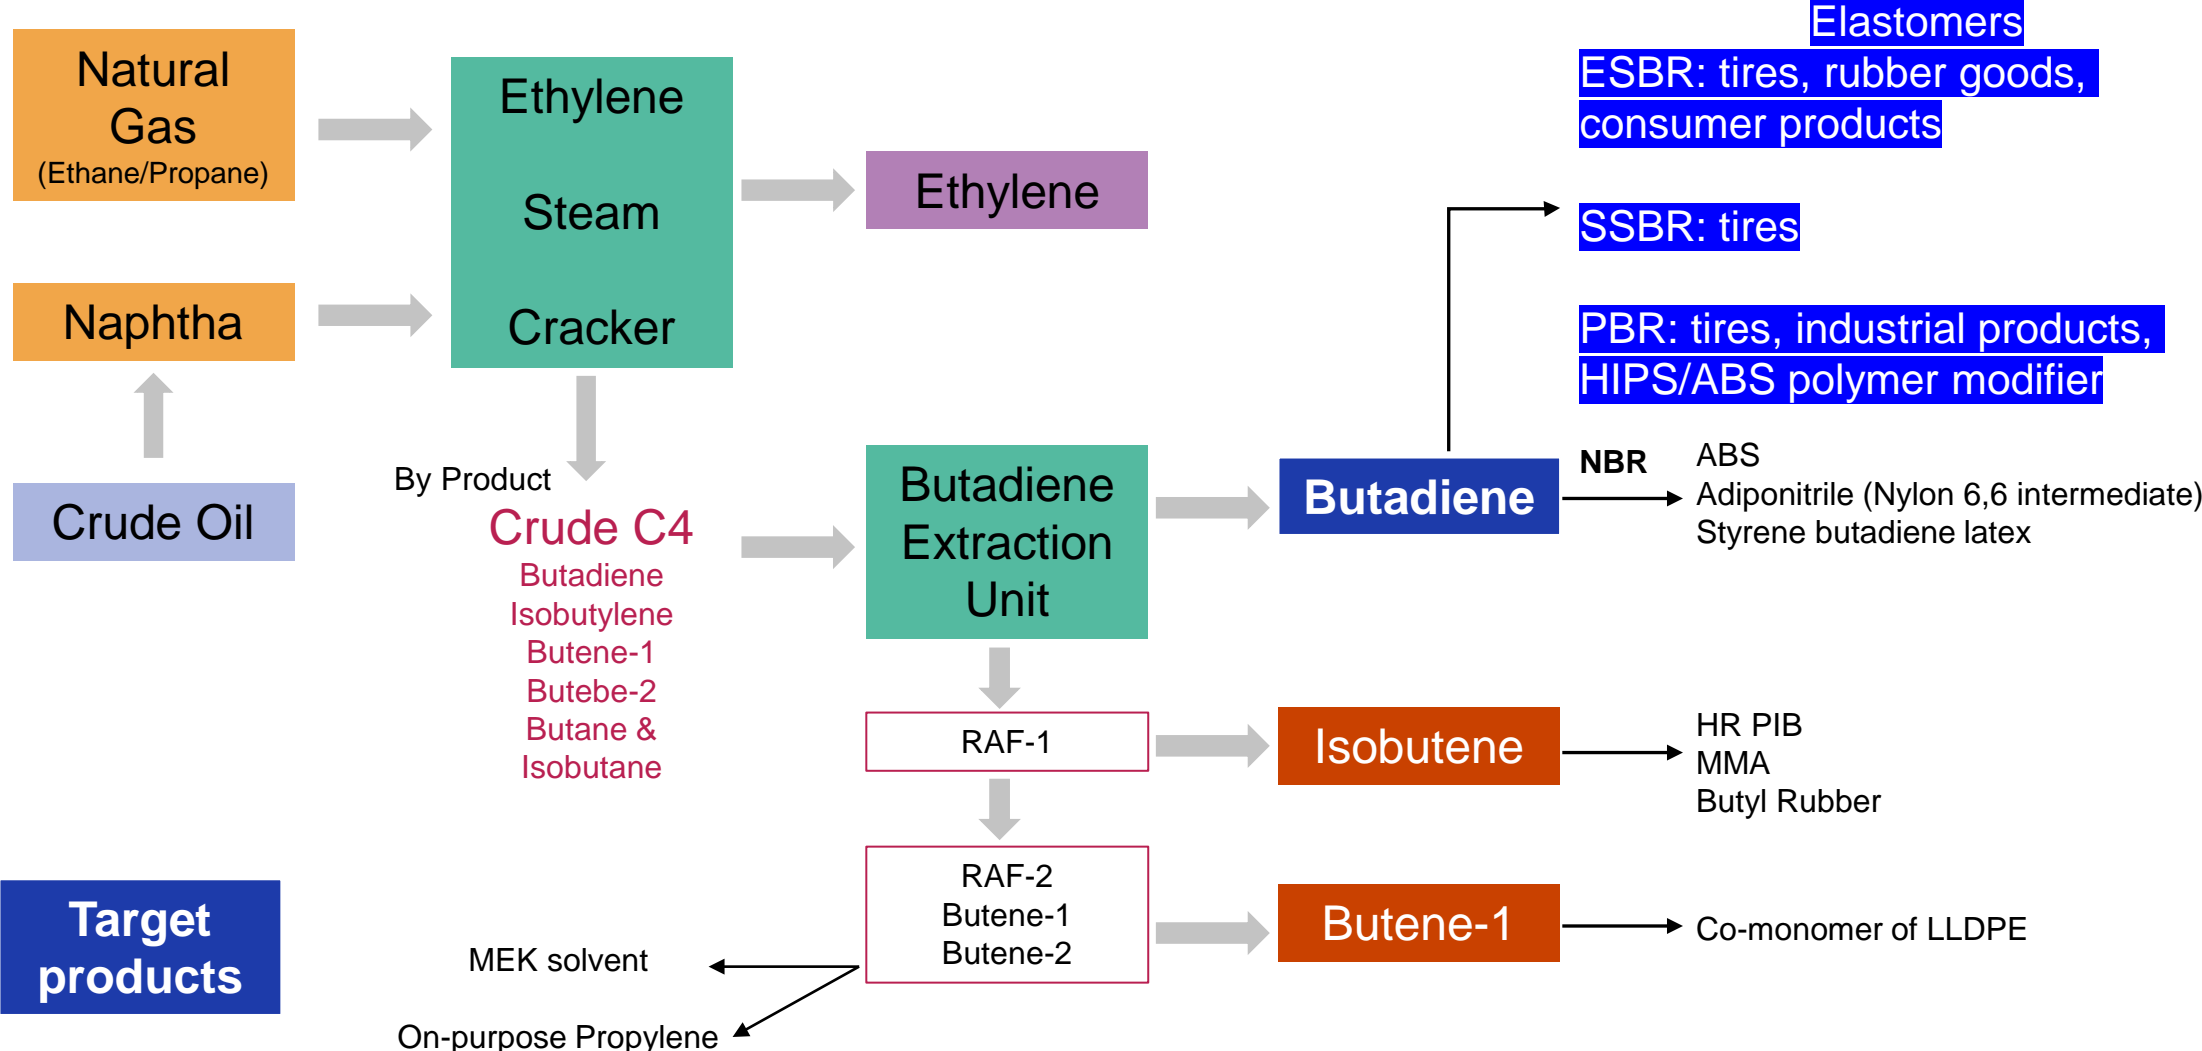 Natural
Gas
(Ethane/Propane)
Naphtha
Crude Oil
Ethylene
Steam
Cracker
Ethylene
By Product
Crude C4
Butadiene
Isobutylene
Butene-1
Butebe-2
Butane &
Isobutane
Butadiene
Extraction
Unit
Butadiene
Elastomers
ESBR: tires, rubber goods,
consumer products
SSBR: tires
PBR: tires, industrial products,
HIPS/ABS polymer modifier
NBR
ABS
Adiponitrile (Nylon 6,6 intermediate)
Styrene butadiene latex
RAF-1
Isobutene
HR PIB
MMA
Butyl Rubber
RAF-2
Butene-1
Butene-2
Butene-1
Co-monomer of LLDPE
MEK solvent
On-purpose Propylene
Target
products